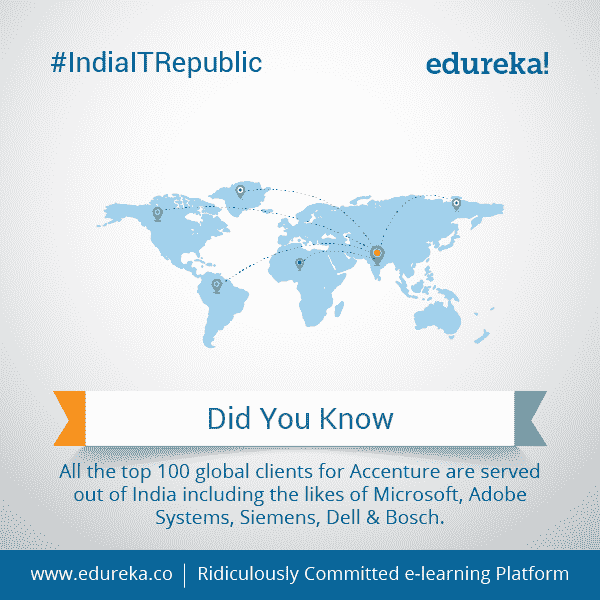 #IndiaITRepublic
edureka!
Did You Know
All the top 100 global clients for Accenture are served
out of India including the likes of Microsoft, Adobe
Systems, Siemens, Dell & Bosch.
www.edureka.co | Ridiculously Committed e-learning Platform